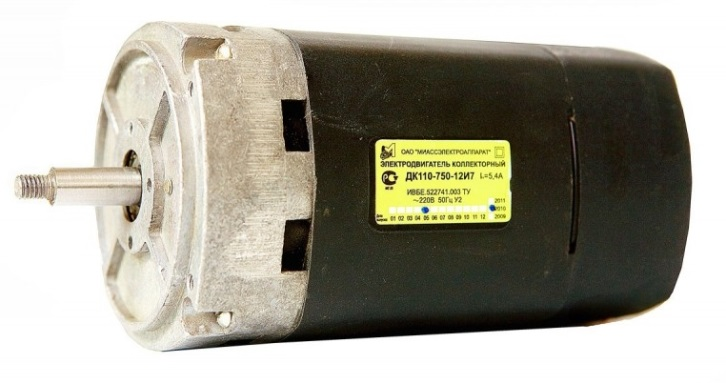 ОАО "МИАССЭЛЕКТРОАППАРАТ"
ЭЛЕКТРОДВИГАТЕЛЬ КОЛЛЕКТОРНЫЙ
ДК110-750-12И7 L=5,4А
ИВБЕ.522741.003 ТУ
~220В 50Гц У2
2011
2010
01 02 03 04 05 06 07 08 09 10 11 12 2009